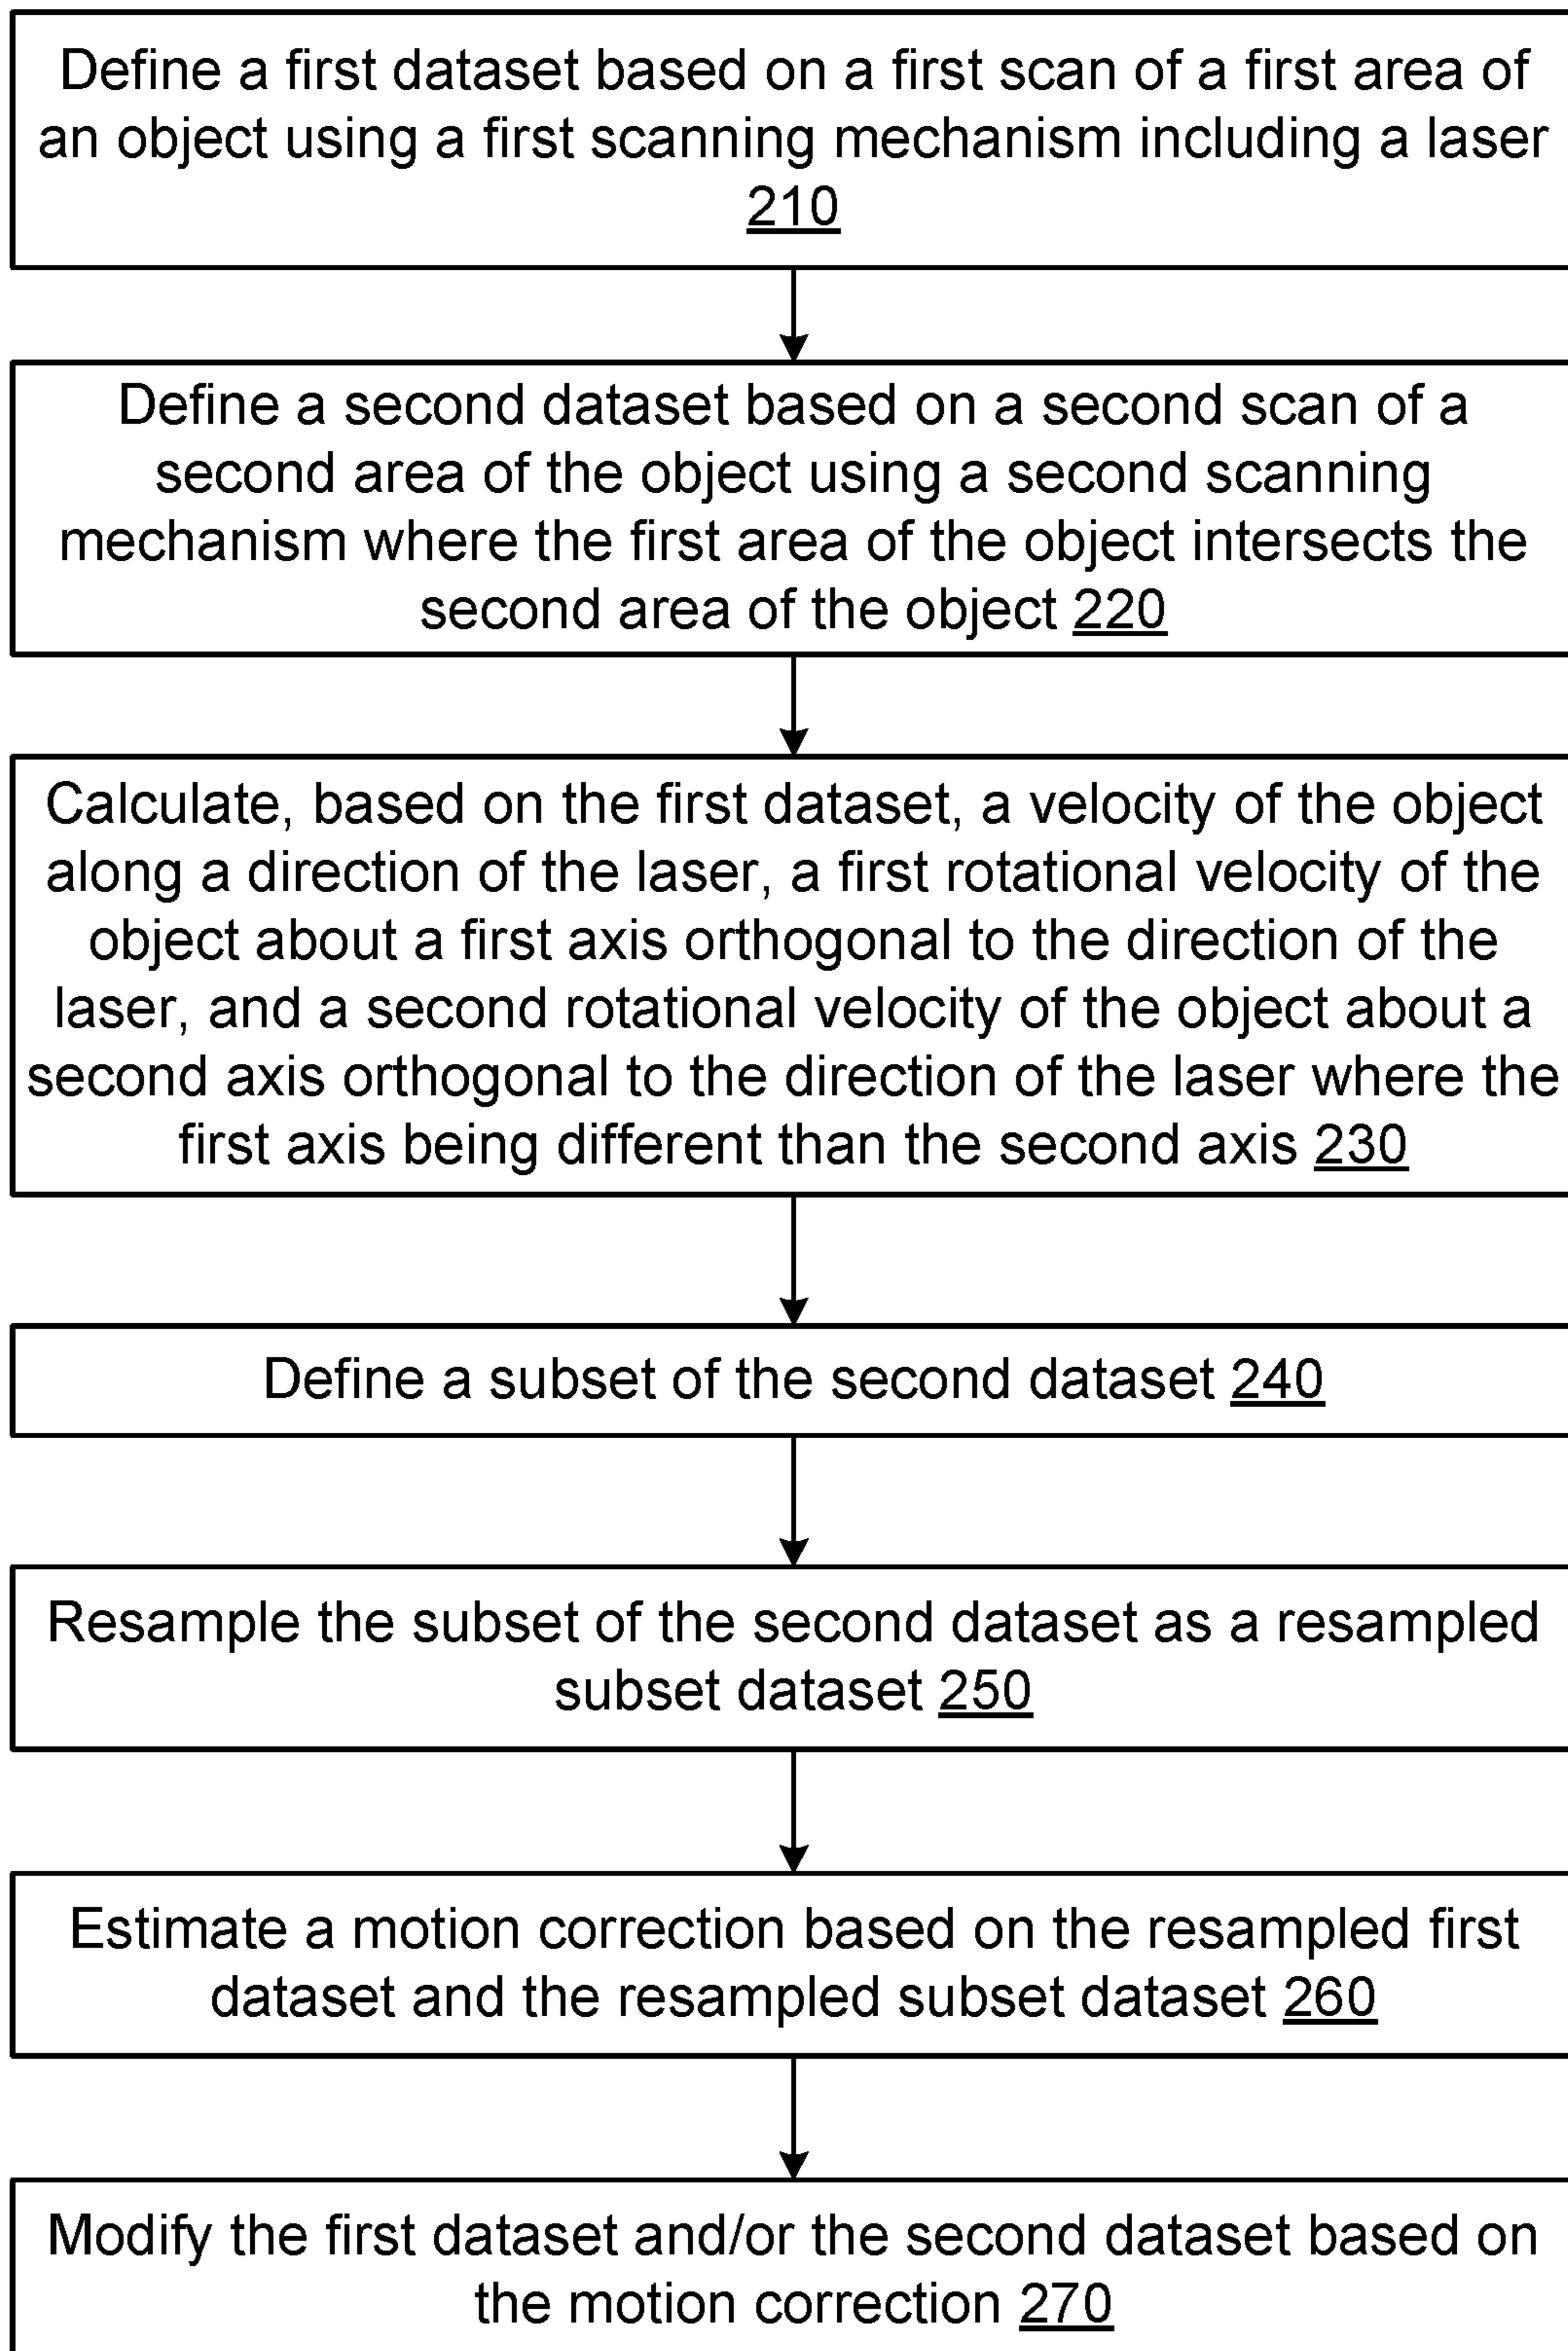 Define a first dataset based on a first scan of a first area of
an object using a first scanning mechanism including a laser
210
Define a second dataset based on a second scan of a
second area of the object using a second scanning
mechanism where the first area of the object intersects the
second area of the object 220
Calculate, based on the first dataset, a velocity of the object
along a direction of the laser, a first rotational velocity of the
object about a first axis orthogonal to the direction of the
laser, and a second rotational velocity of the object about a
second axis orthogonal to the direction of the laser where the
first axis being different than the second axis 230
Define a subset of the second dataset 240
Resample the subset of the second dataset as a resampled
subset dataset 250
Estimate a motion correction based on the resampled first
dataset and the resampled subset dataset 260
Modify the first dataset and/or the second dataset based on
the motion correction 270